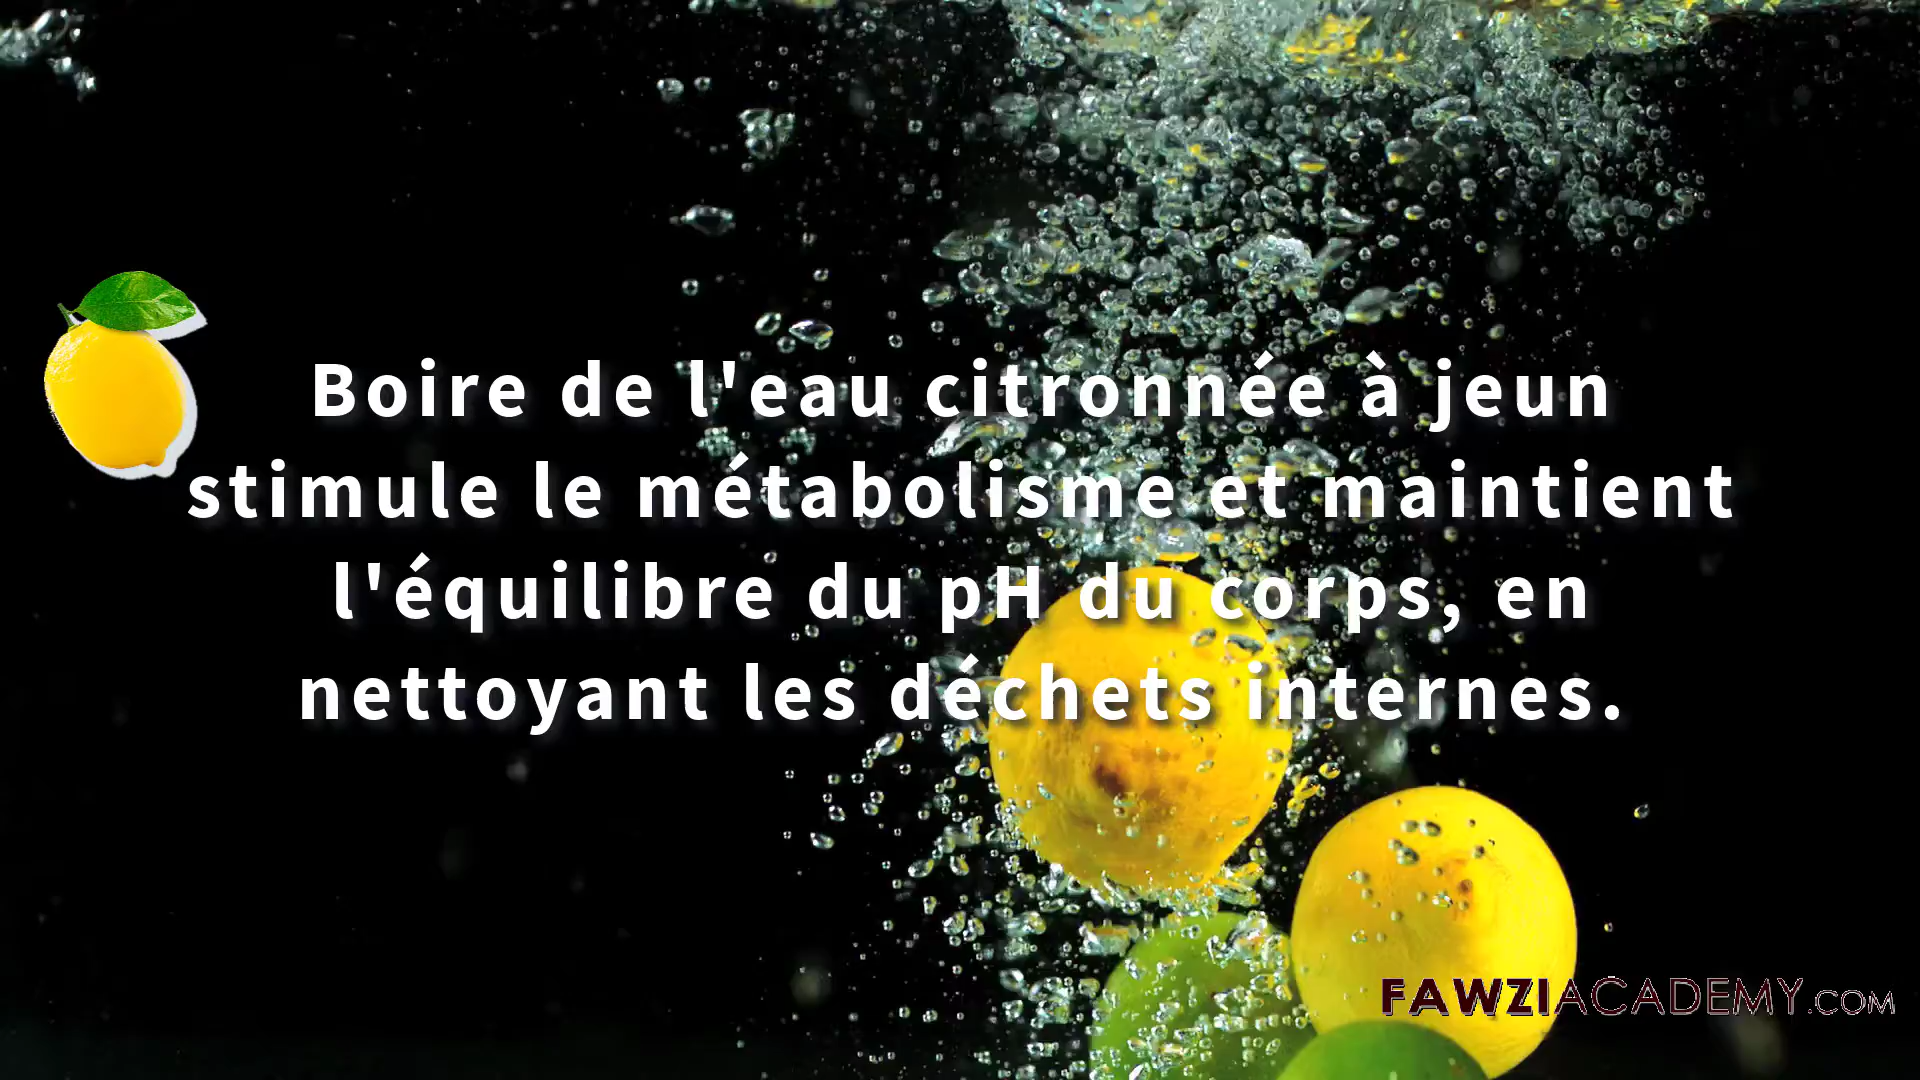 Boire de l'eau citronnée à jeun
stimule le métabolisme et maintient
l'équilibre du pH du corps, en
nettoyant les déchets internes.
FAWZIACADEMY.COM